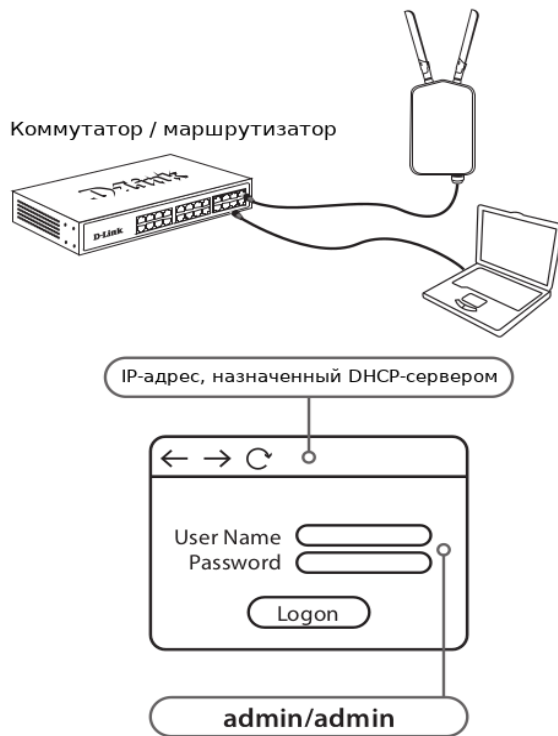 Коммутатор / маршрутизатор
D-Link
D-Link
IP-адрес, назначенный DHCP-сервером
User Name
Password
Logon
admin/admin